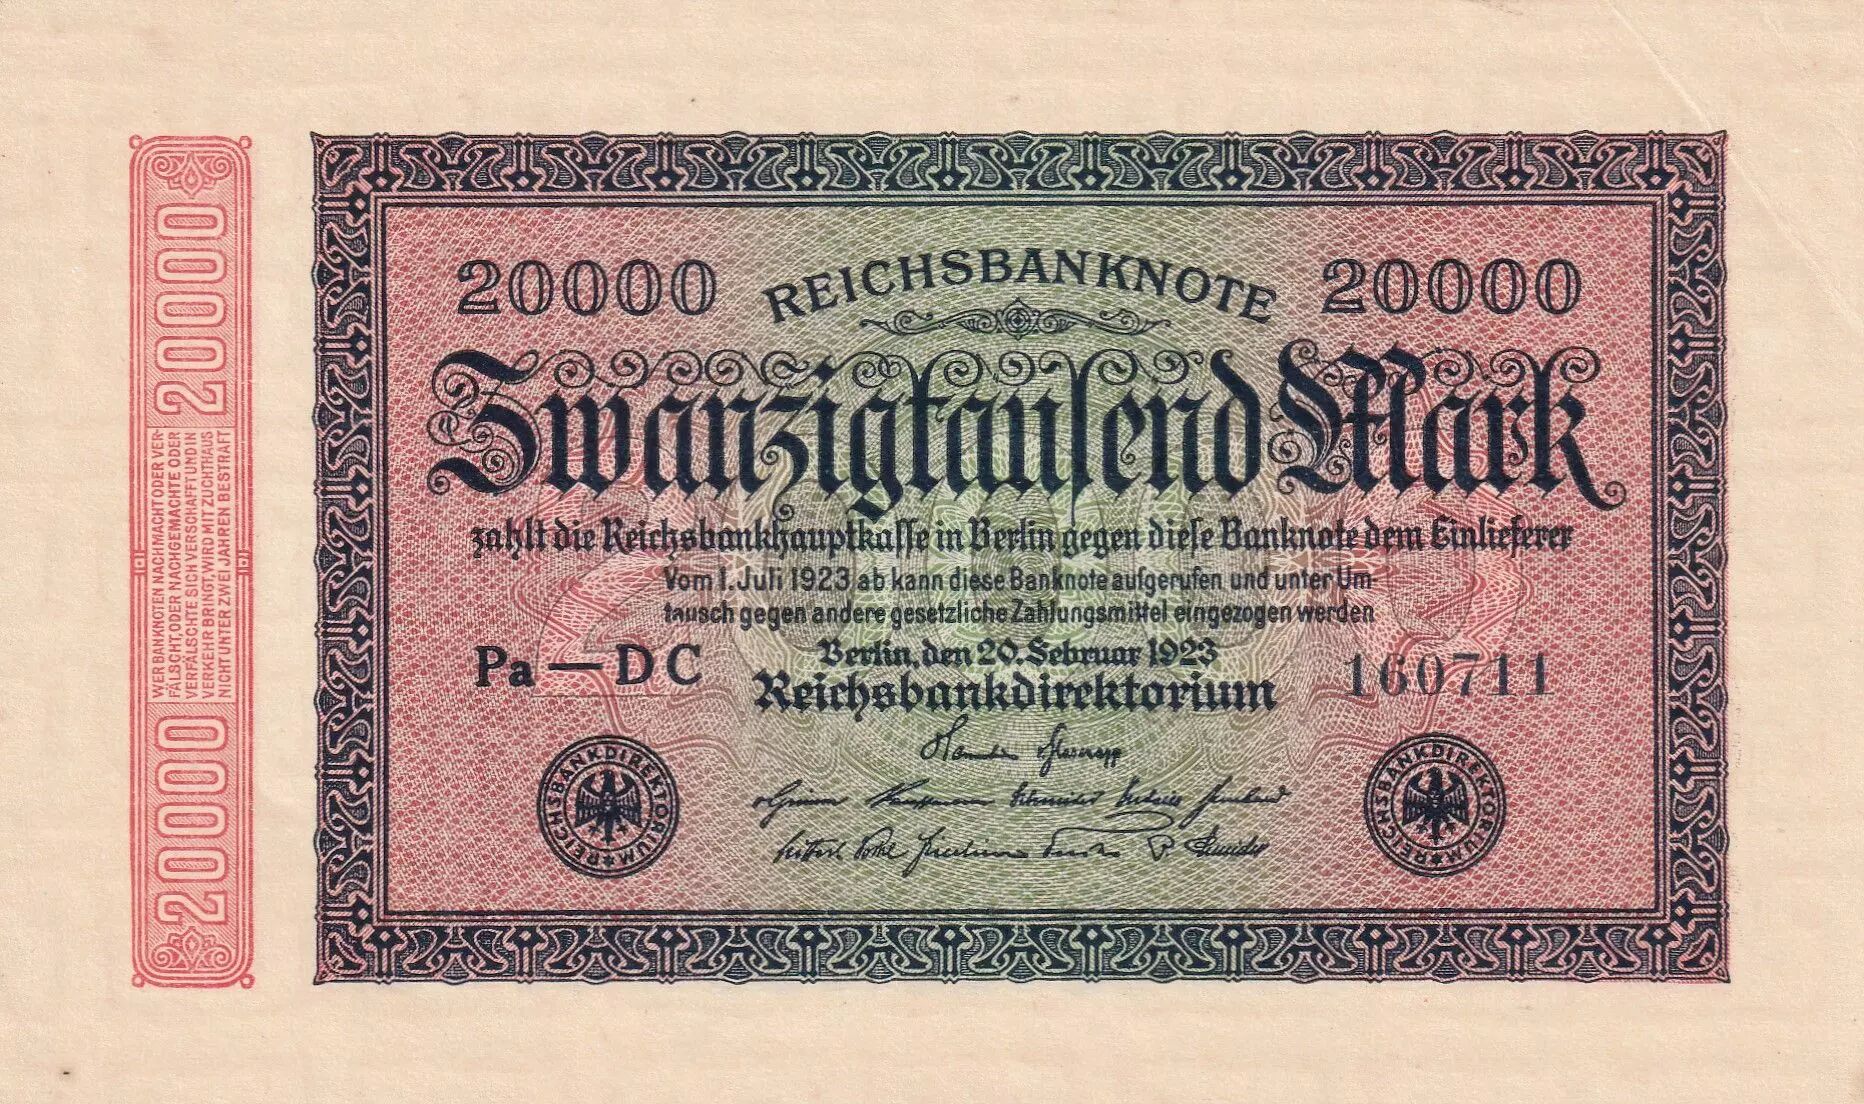 20000 REICHSBANKNOTE 20000
Zwanzigtausend Mark
zahlt die Reichsbankhauptkasse in Berlin gegen diese Banknote dem Einlieferer
Vom 1. Juli 1923 ab kann diese Banknote aufgerufen und unter Um-
tausch gegen andere gesetzliche Zahlungsmittel eingezogen werden
Berlin, den 20. Februar 1923
Pa — DC
160711
Reichsbankdirektorium
REICHSBANKDIREKTORIUM
REICHSBANKDIREKTORIUM
20000
WER BANKNOTEN NACHMACHT ODER VER-
FÄLSCHT, ODER NACHGEMACHTE ODER
VERFÄLSCHTE SICH VERSCHAFFT UND IN
VERKEHR BRINGT, WIRD MIT ZUCHTHAUS
NICHT UNTER ZWEI JAHREN BESTRAFT
20000